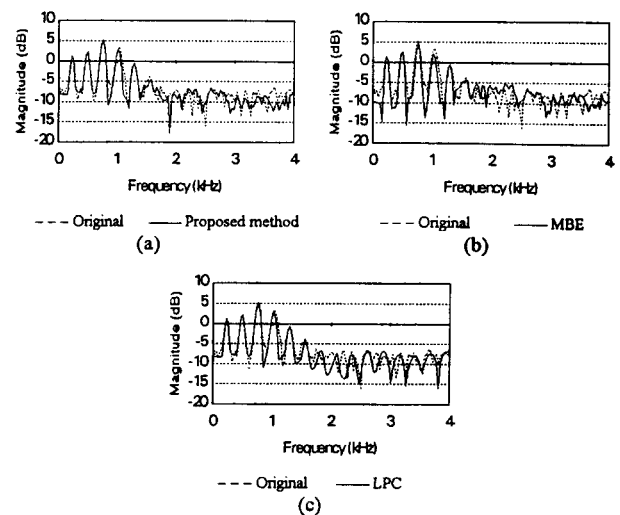 10
5
0
-5
-10
-15
-20
Magnitude (dB)
0 1 2 3 4
Frequency (kHz)
Original Proposed method
(a)
10
5
0
-5
-10
-15
-20
Magnitude (dB)
0 1 2 3 4
Frequency (kHz)
Original MBE
(b)
10
5
0
-5
-10
-15
-20
Magnitude (dB)
0 1 2 3 4
Frequency (kHz)
Original LPC
(c)